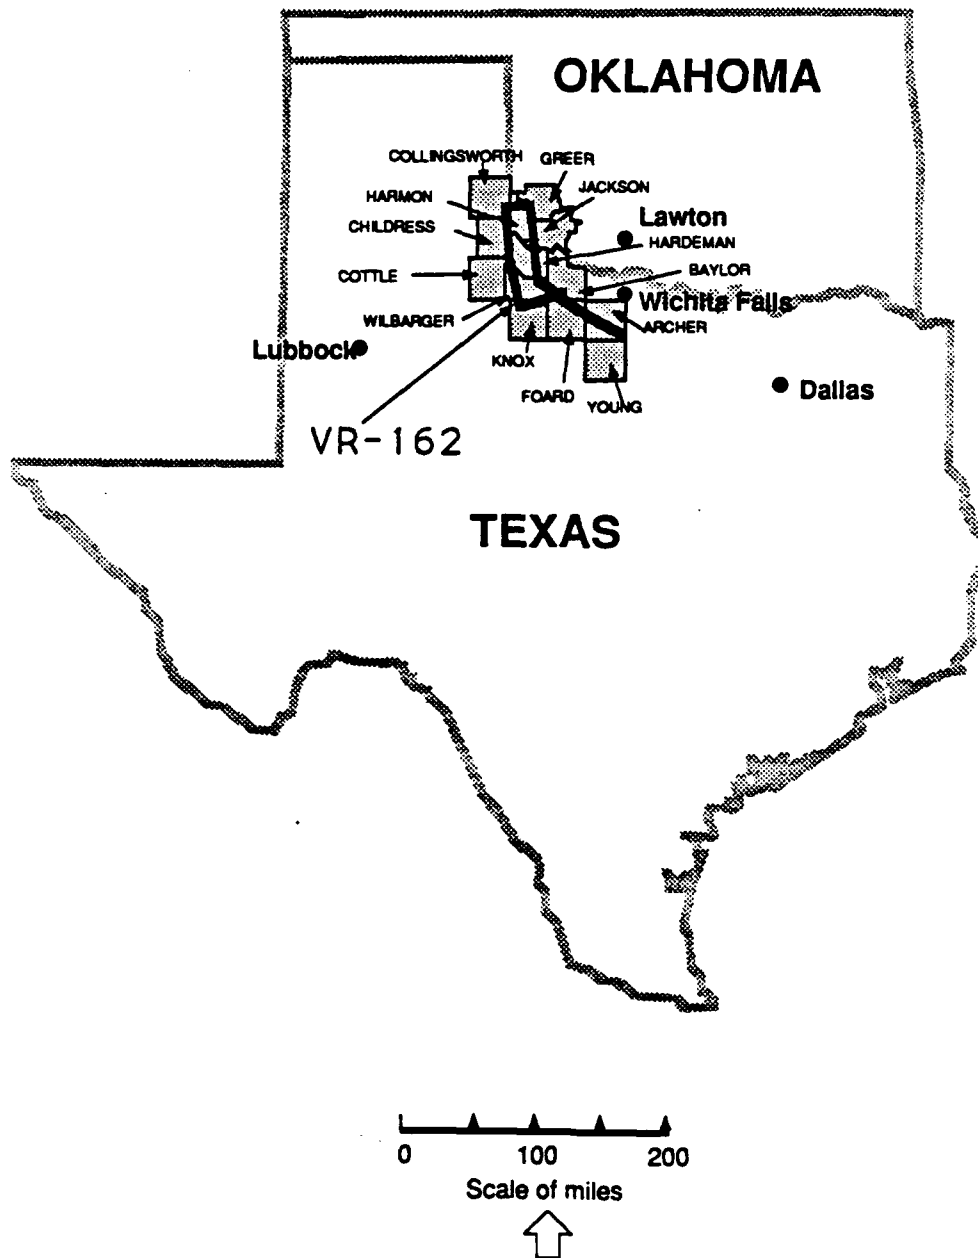 OKLAHOMA
COLLINGSWORTH
GREER
HARMON
JACKSON
CHILDRESS
Lawton
HARDEMAN
COTTLE
BAYLOR
Wichita Falls
WILBARGER
ARCHER
Lubbock
KNOX
FOARD
YOUNG
Dallas
VR-162
TEXAS
0 100 200
Scale of miles